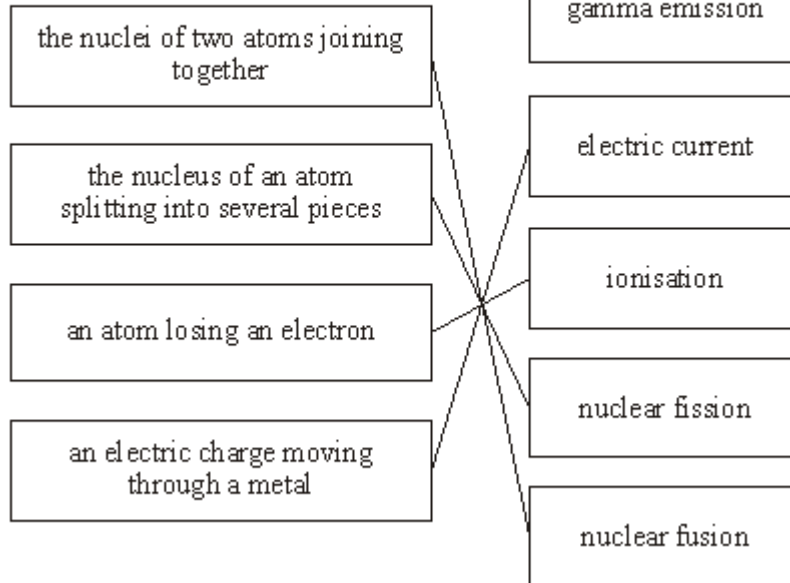 the nuclei of two atoms joining
together
the nucleus of an atom
splitting into several pieces
an atom losing an electron
an electric charge moving
through a metal
gamma emission
electric current
ionisation
nuclear fission
nuclear fusion